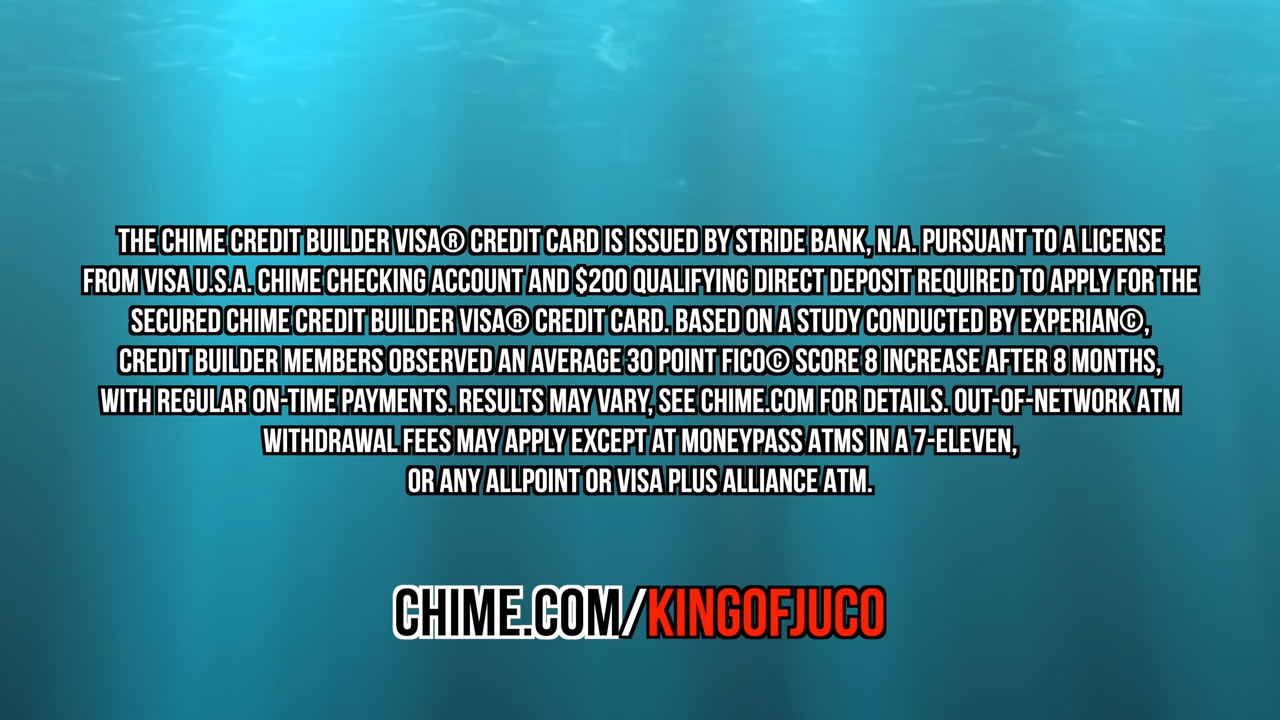 THE CHIME CREDIT BUILDER VISA® CREDIT CARD IS ISSUED BY STRIDE BANK, N.A. PURSUANT TO A LICENSE
FROM VISA U.S.A. CHIME CHECKING ACCOUNT AND $200 QUALIFYING DIRECT DEPOSIT REQUIRED TO APPLY FOR THE
SECURED CHIME CREDIT BUILDER VISA® CREDIT CARD. BASED ON A STUDY CONDUCTED BY EXPERIAN©,
CREDIT BUILDER MEMBERS OBSERVED AN AVERAGE 30 POINT FICO© SCORE 8 INCREASE AFTER 8 MONTHS,
WITH REGULAR ON-TIME PAYMENTS. RESULTS MAY VARY, SEE CHIME.COM FOR DETAILS. OUT-OF-NETWORK ATM
WITHDRAWAL FEES MAY APPLY EXCEPT AT MONEYPASS ATMS IN A 7-ELEVEN,
OR ANY ALLPOINT OR VISA PLUS ALLIANCE ATM.
CHIME.COM/KINGOFJUCO